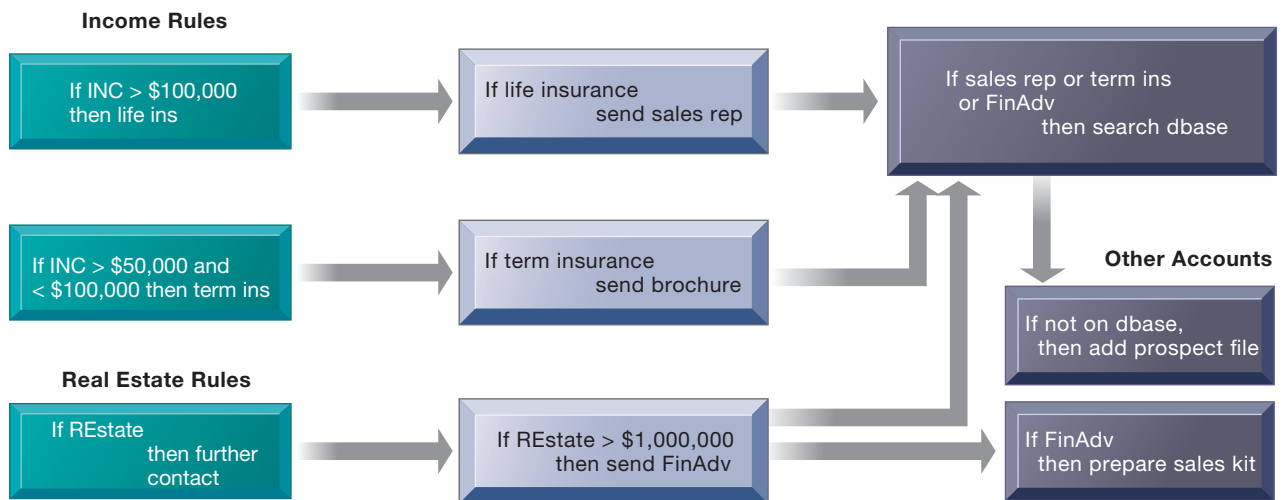 Income Rules
If INC > $100,000
then life ins
If life insurance
send sales rep
If sales rep or term ins
or FinAdv
then search dbase
If INC > $50,000 and
< $100,000 then term ins
If term insurance
send brochure
Other Accounts
If not on dbase,
then add prospect file
Real Estate Rules
If REstate
then further
contact
If REstate > $1,000,000
then send FinAdv
If FinAdv
then prepare sales kit